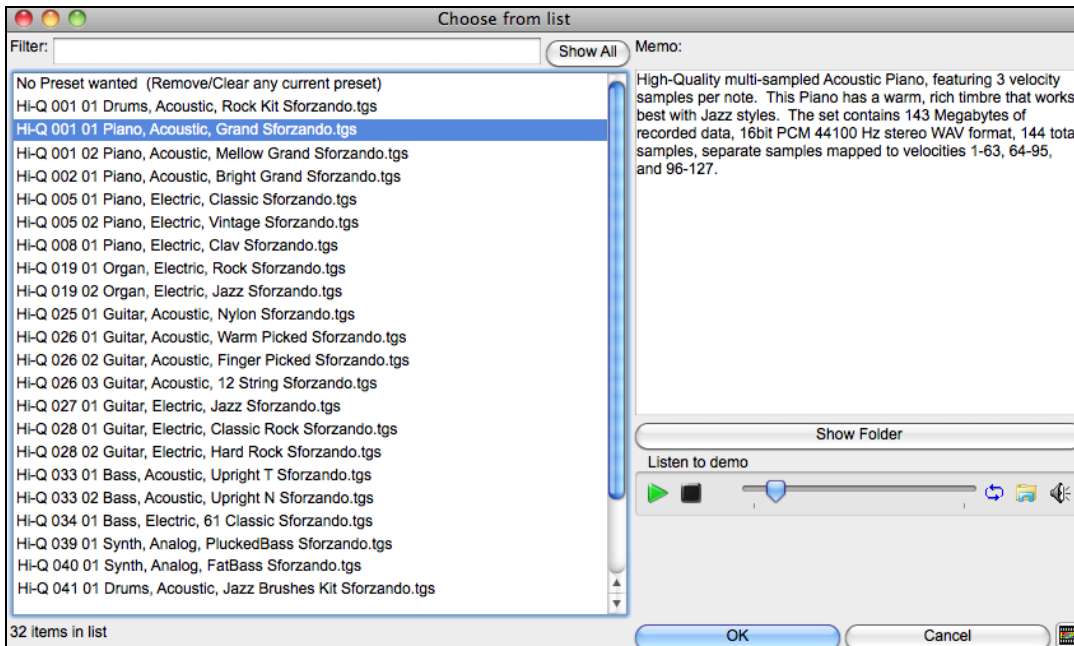 Choose from list
Filter:
Show All
No Preset wanted  (Remove/Clear any current preset)
Hi-Q 001 01 Drums, Acoustic, Rock Kit Sforzando.tgs
Hi-Q 001 01 Piano, Acoustic, Grand Sforzando.tgs
Hi-Q 001 02 Piano, Acoustic, Mellow Grand Sforzando.tgs
Hi-Q 002 01 Piano, Acoustic, Bright Grand Sforzando.tgs
Hi-Q 005 01 Piano, Electric, Classic Sforzando.tgs
Hi-Q 005 02 Piano, Electric, Vintage Sforzando.tgs
Hi-Q 008 01 Piano, Electric, Clav Sforzando.tgs
Hi-Q 019 01 Organ, Electric, Rock Sforzando.tgs
Hi-Q 019 02 Organ, Electric, Jazz Sforzando.tgs
Hi-Q 025 01 Guitar, Acoustic, Nylon Sforzando.tgs
Hi-Q 026 01 Guitar, Acoustic, Warm Picked Sforzando.tgs
Hi-Q 026 02 Guitar, Acoustic, Finger Picked Sforzando.tgs
Hi-Q 026 03 Guitar, Acoustic, 12 String Sforzando.tgs
Hi-Q 027 01 Guitar, Electric, Jazz Sforzando.tgs
Hi-Q 028 01 Guitar, Electric, Classic Rock Sforzando.tgs
Hi-Q 028 02 Guitar, Electric, Hard Rock Sforzando.tgs
Hi-Q 033 01 Bass, Acoustic, Upright T Sforzando.tgs
Hi-Q 033 02 Bass, Acoustic, Upright N Sforzando.tgs
Hi-Q 034 01 Bass, Electric, 61 Classic Sforzando.tgs
Hi-Q 039 01 Synth, Analog, PluckedBass Sforzando.tgs
Hi-Q 040 01 Synth, Analog, FatBass Sforzando.tgs
Hi-Q 041 01 Drums, Acoustic, Jazz Brushes Kit Sforzando.tgs
32 items in list
Memo:
High-Quality multi-sampled Acoustic Piano, featuring 3 velocity
samples per note.  This Piano has a warm, rich timbre that works
best with Jazz styles.  The set contains 143 Megabytes of
recorded data, 16bit PCM 44100 Hz stereo WAV format, 144 total
samples, separate samples mapped to velocities 1-63, 64-95,
and 96-127.
Show Folder
Listen to demo
OK
Cancel